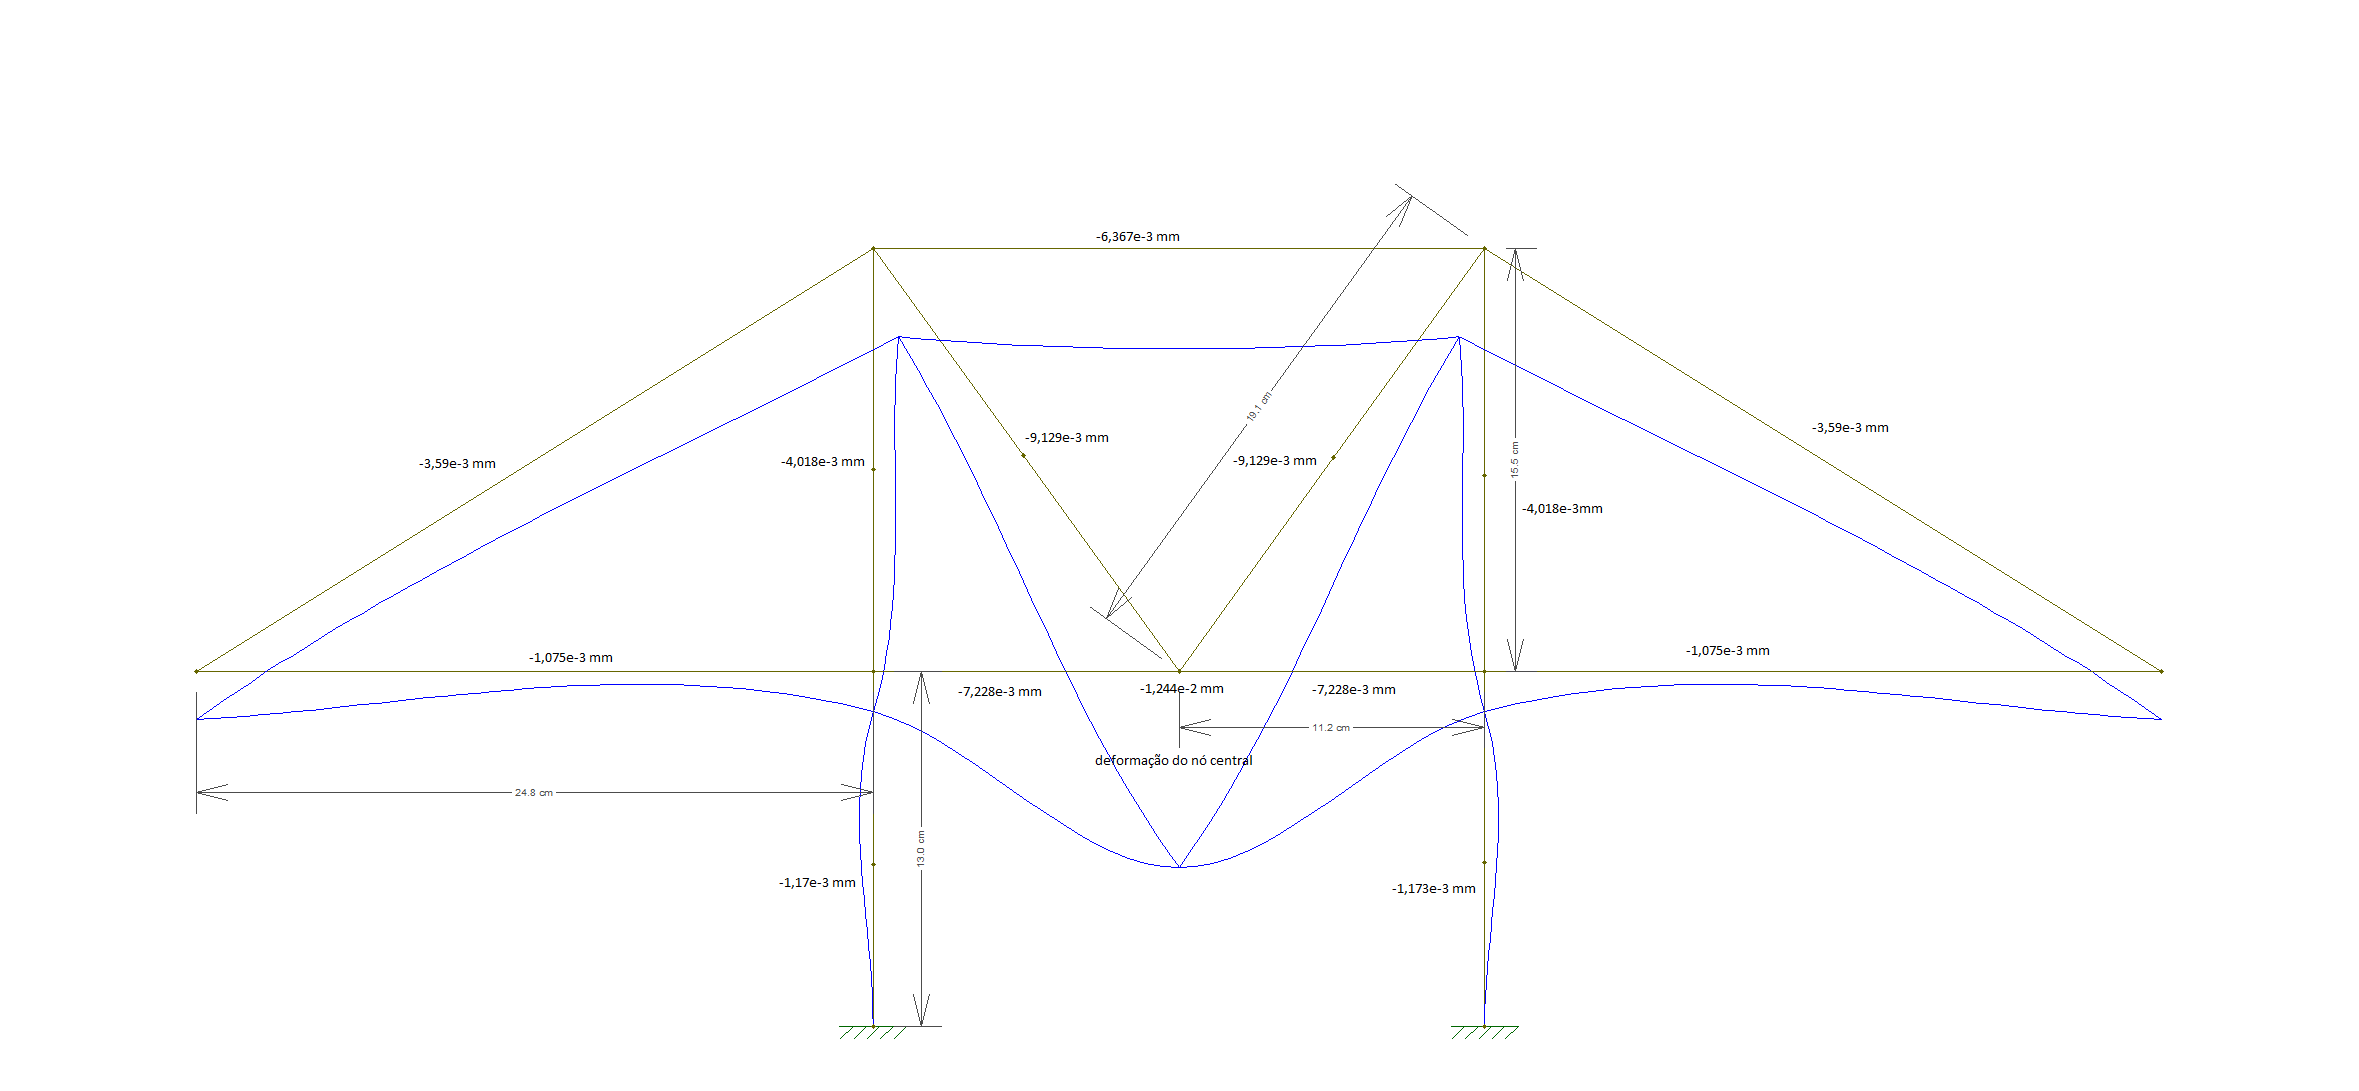 -6,367e-3 mm
19.1 cm
-3,59e-3 mm
-9,129e-3 mm
-3,59e-3 mm
-4,018e-3 mm
-9,129e-3 mm
15.5 cm
-4,018e-3mm
-1,075e-3 mm
-1,075e-3 mm
-7,228e-3 mm
-1,244e-2 mm
-7,228e-3 mm
11.2 cm
deformação do nó central
24.8 cm
13.0 cm
-1,17e-3 mm
-1,173e-3 mm